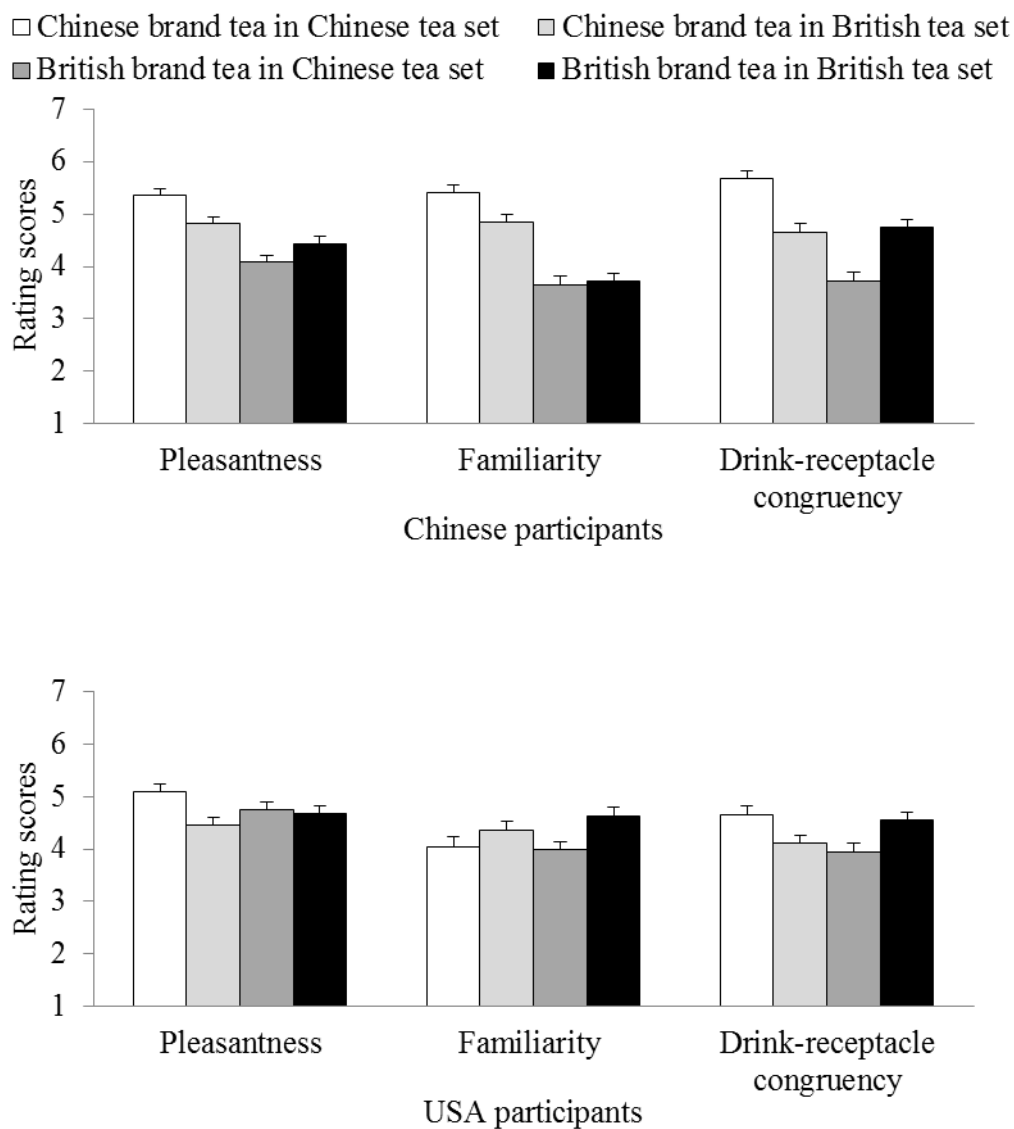 Chinese brand tea in Chinese tea set
Chinese brand tea in British tea set
British brand tea in Chinese tea set
British brand tea in British tea set
7
6
5
4
3
2
1
Rating scores
Pleasantness
Familiarity
Drink-receptacle
congruency
Chinese participants
7
6
5
4
3
2
1
Rating scores
Pleasantness
Familiarity
Drink-receptacle
congruency
USA participants